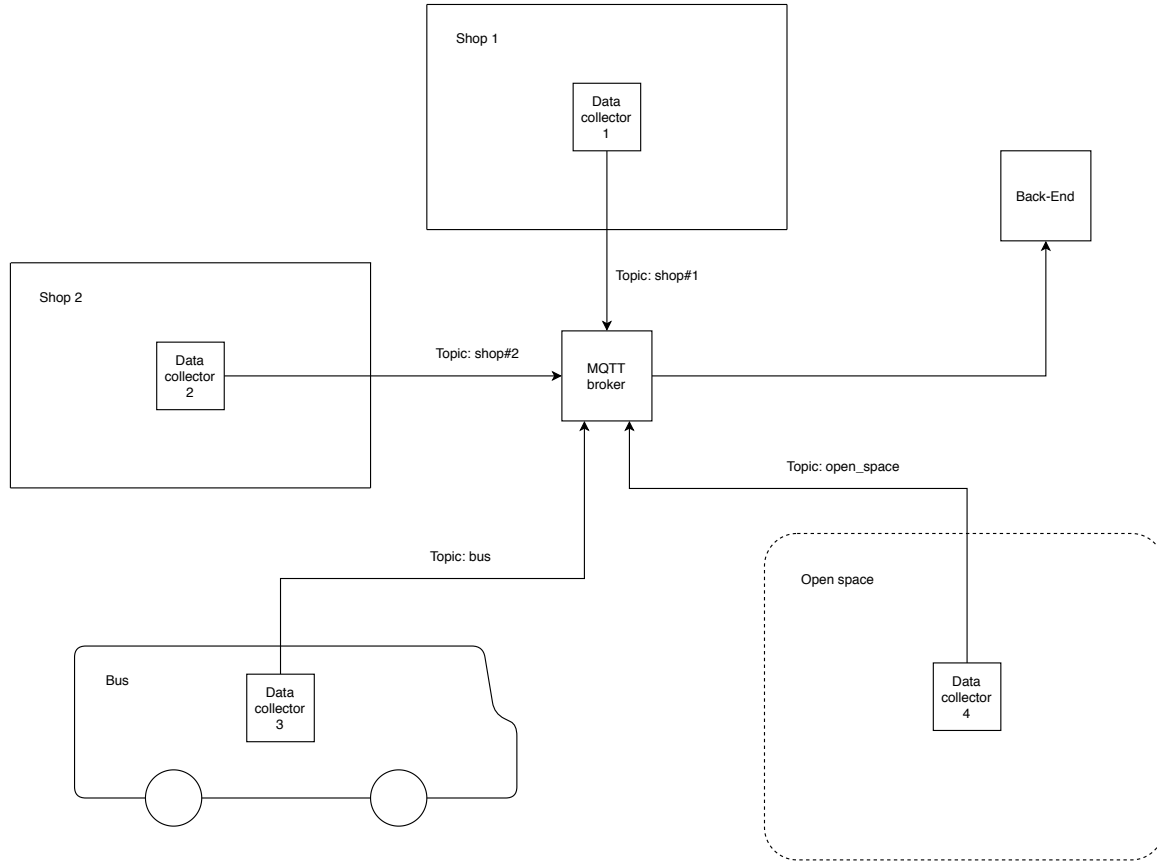 Shop 1
Data
collector
1
Back-End
Topic: shop#1
Shop 2
Data
collector
2
Topic: shop#2
MQTT
broker
Topic: open_space
Topic: bus
Open space
Bus
Data
collector
3
Data
collector
4